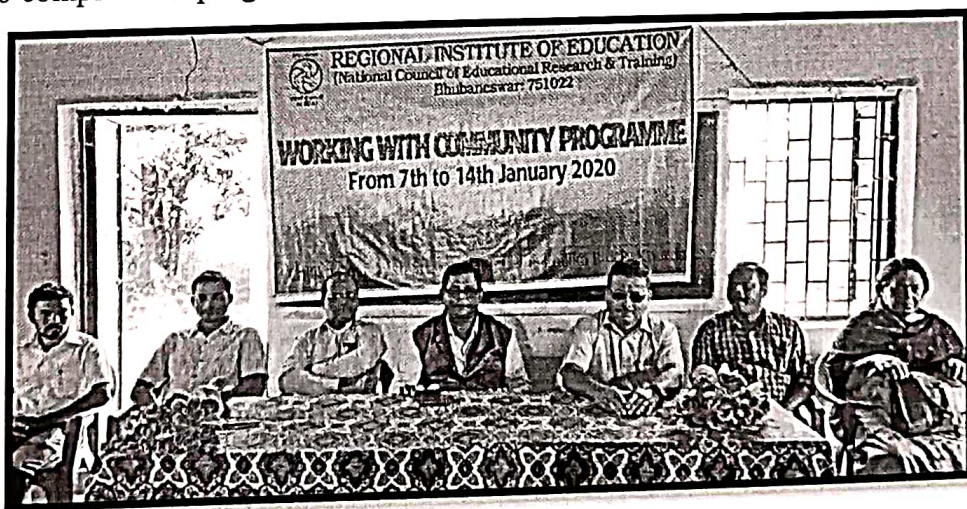 REGIONAL INSTITUTE OF EDUCATION
(National Council of Educational Research & Training)
Bhubaneswar: 751022
WORKING WITH COMMUNITY PROGRAMME
From 7th to 14th January 2020